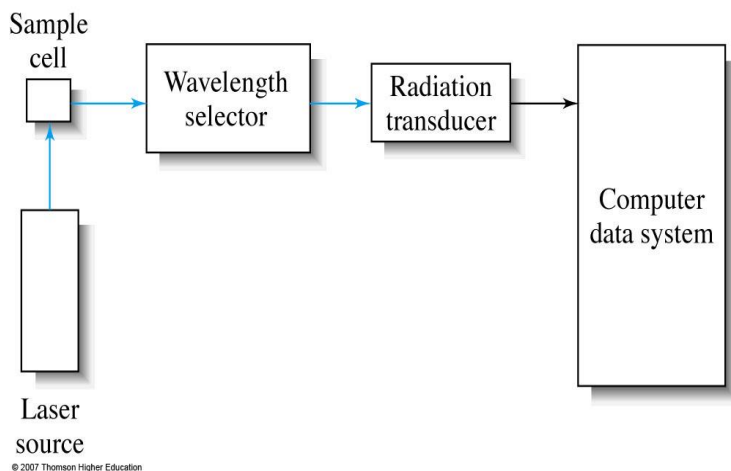 Sample
cell
Wavelength
selector
Radiation
transducer
Computer
data system
Laser
source
© 2007 Thomson Higher Education